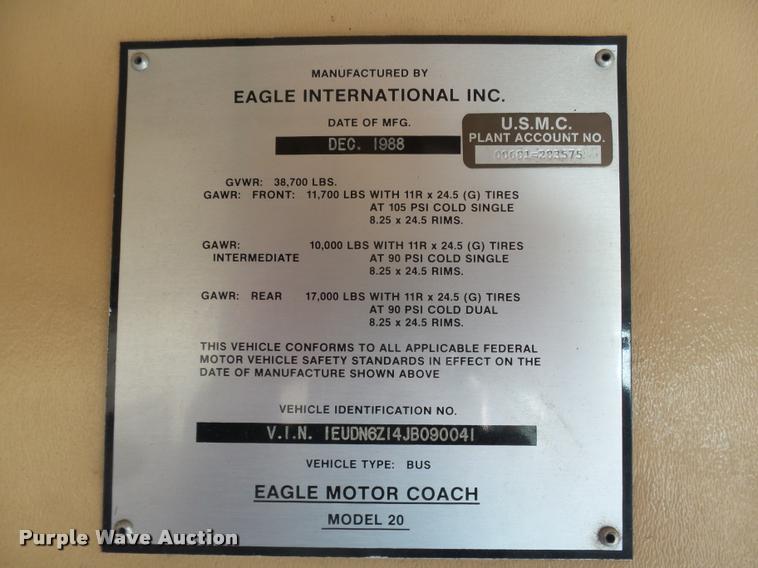 MANUFACTURED BY
EAGLE INTERNATIONAL INC.
DATE OF MFG.
DEC. 1988
U.S.M.C.
PLANT ACCOUNT NO.
00681-203575
GVWR: 38,700 LBS.
GAWR: FRONT: 11,700 LBS WITH 11R x 24.5 (G) TIRES
AT 105 PSI COLD SINGLE
8.25 x 24.5 RIMS.
GAWR: 10,000 LBS WITH 11R x 24.5 (G) TIRES
INTERMEDIATE AT 90 PSI COLD SINGLE
8.25 x 24.5 RIMS.
GAWR: REAR 17,000 LBS WITH 11R x 24.5 (G) TIRES
AT 90 PSI COLD DUAL
8.25 x 24.5 RIMS.
THIS VEHICLE CONFORMS TO ALL APPLICABLE FEDERAL
MOTOR VEHICLE SAFETY STANDARDS IN EFFECT ON THE
DATE OF MANUFACTURE SHOWN ABOVE
VEHICLE IDENTIFICATION NO.
V.I.N. 1EUDN6Z14JB090041
VEHICLE TYPE: BUS
EAGLE MOTOR COACH
MODEL 20
Purple Wave Auction